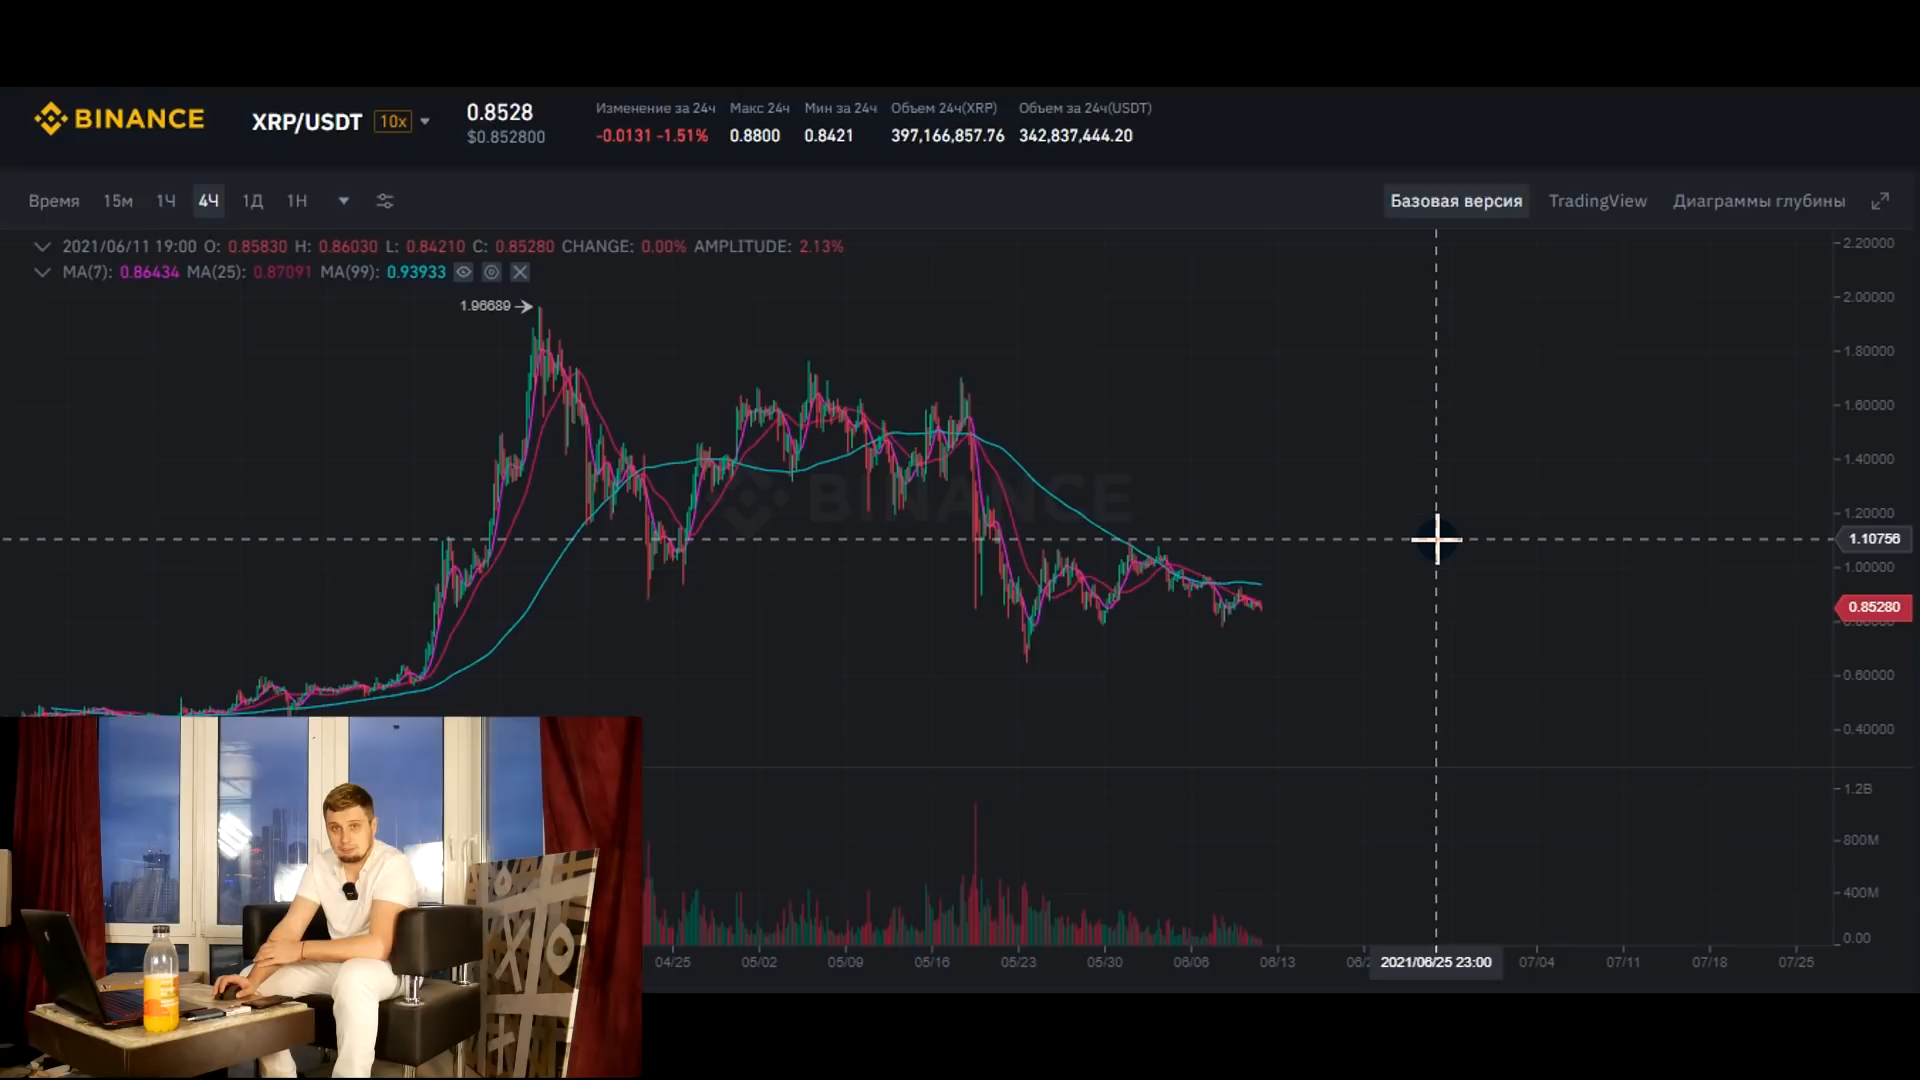 BINANCE XRP/USDT 10x 0.8528 Изменение за 24ч Макс 24ч Мин за 24ч Объем 24ч(XRP) Объем за 24ч(USDT)
$0.852800 -0.0131 -1.51% 0.8800 0.8421 397,166,857.76 342,837,444.20
Время 15м 1Ч 4Ч 1Д 1Н Базовая версия TradingView Диаграммы глубины
2021/06/11 19:00 O: 0.85830 H: 0.86030 L: 0.84210 C: 0.85280 CHANGE: 0.00% AMPLITUDE: 2.13%
MA(7): 0.86434 MA(25): 0.87091 MA(99): 0.93933
1.96689
BINANCE
2.20000
2.00000
1.80000
1.60000
1.40000
1.20000
1.10756
1.00000
0.85280
0.60000
0.40000
1.2B
800M
400M
0.00
04/25 05/02 05/09 05/16 05/23 05/30 06/06 06/13 2021/06/25 23:00 07/04 07/11 07/18 07/25